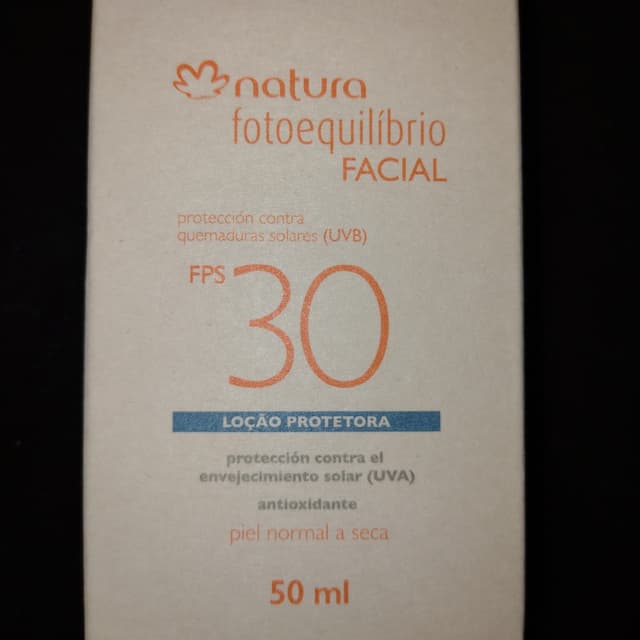 natura
fotoequilíbrio
FACIAL
protección contra
quemaduras solares (UVB)
FPS 30
LOÇÃO PROTETORA
protección contra el
envejecimiento solar (UVA)
antioxidante
piel normal a seca
50 ml